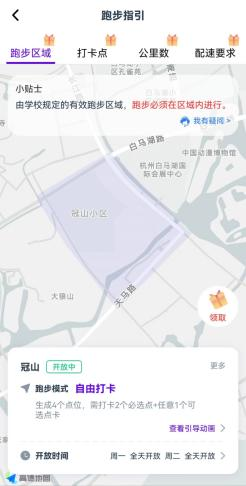 跑步指引
跑步区域 打卡点 公里数 配速要求
小贴士
由学校规定的有效跑步区域，跑步必须在区域内进行。
我有疑问 >
白马湖路
中国动漫博物馆
杭州白马湖国
际会展中心
冠山小区
大狼山
天马路
领取
冠山 开放中 更多
跑步模式 自由打卡
生成4个点位，需打卡2个必选点+任意1个可
选点卡
查看引导动画 >
开放时间 周一 全天开放 周二 全天开放 >
高德地图